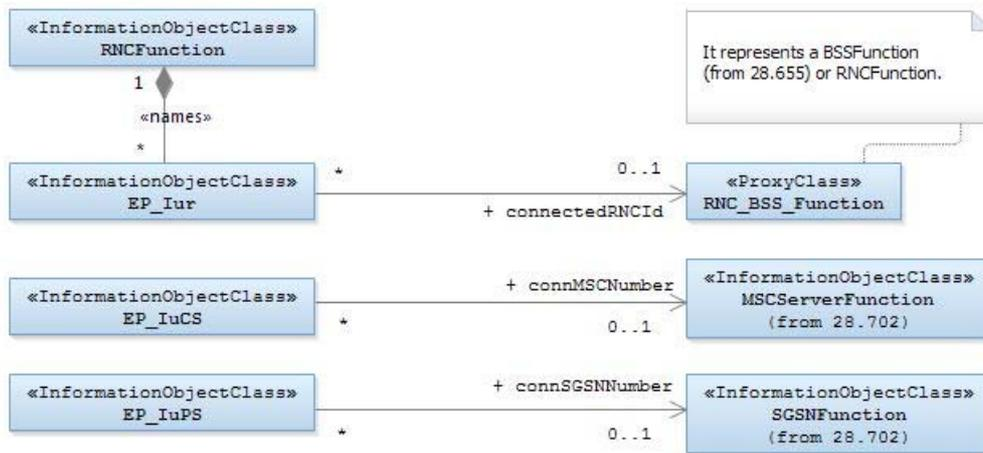 «InformationObjectClass»
RNCFunction
It represents a BSSFunction
(from 28.655) or RNCFunction.
1
«names»
*
«InformationObjectClass»
EP_Iur
*
0..1
+ connectedRNCId
«ProxyClass»
RNC_BSS_Function
«InformationObjectClass»
EP_IuCS
+ connMSCNumber
*
0..1
«InformationObjectClass»
MSCServerFunction
(from 28.702)
«InformationObjectClass»
EP_IuPS
+ connSGSNNumber
*
0..1
«InformationObjectClass»
SGSNFunction
(from 28.702)